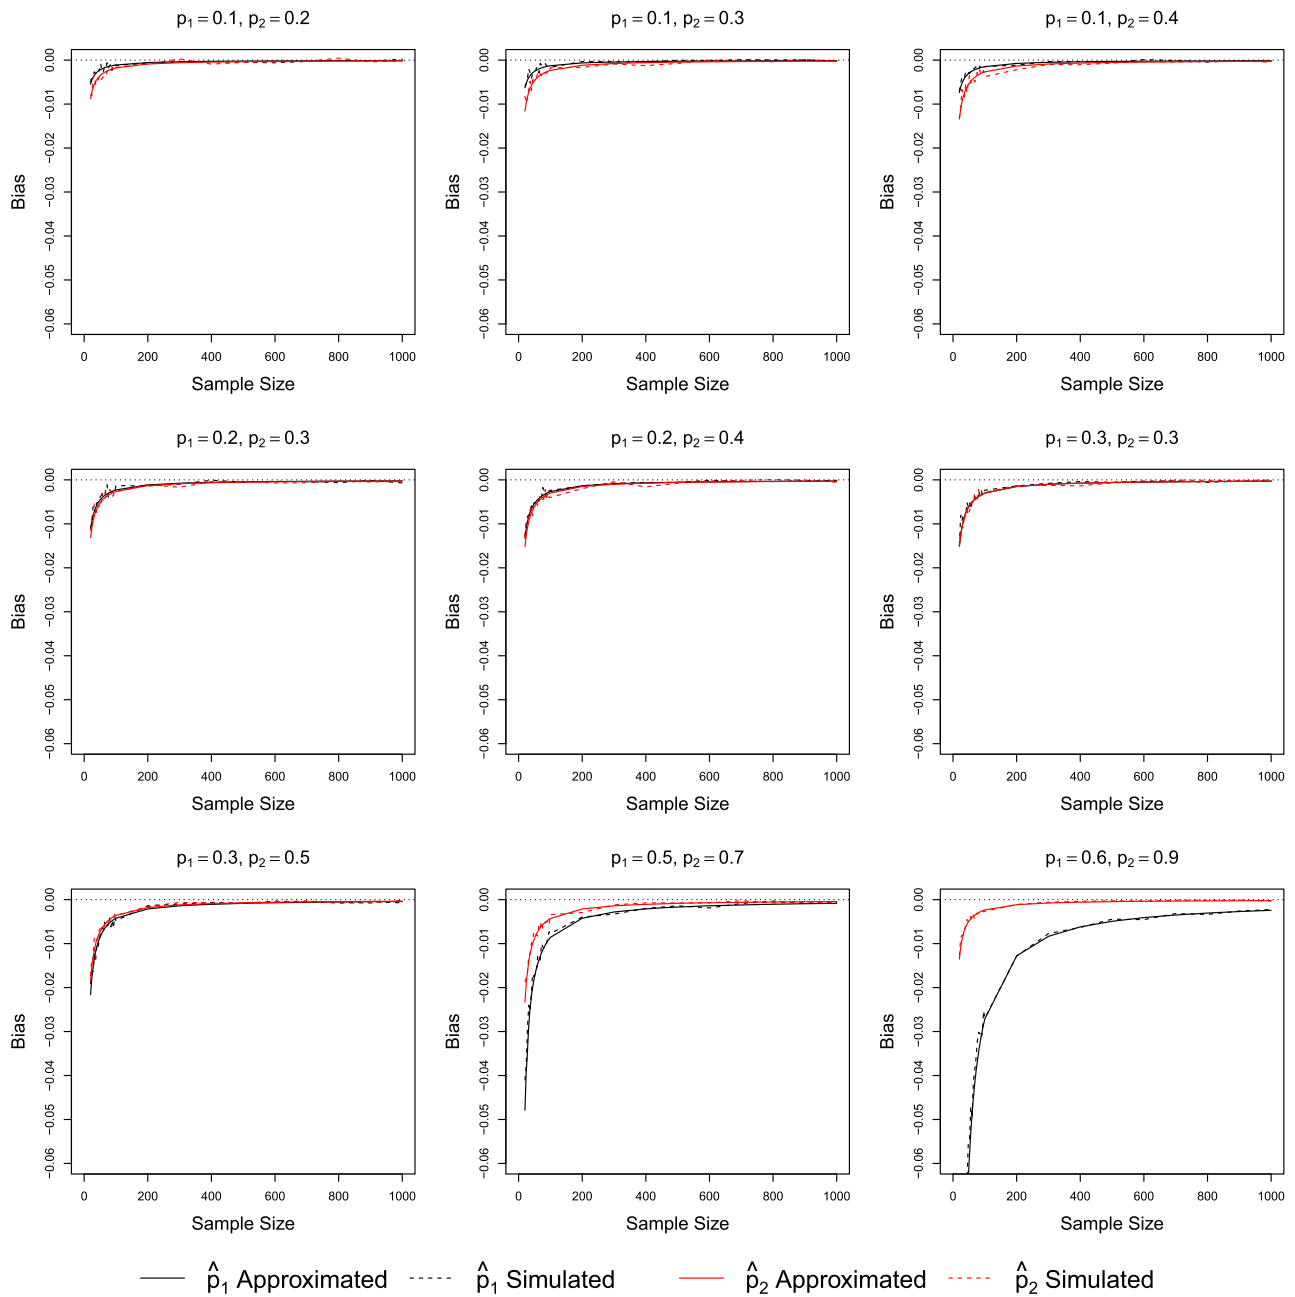 p₁ = 0.1, p₂ = 0.2
p₁ = 0.1, p₂ = 0.3
p₁ = 0.1, p₂ = 0.4
Bias
0.00
−0.01
−0.02
−0.03
−0.04
−0.05
−0.06
0 200 400 600 800 1000
Sample Size
Bias
0.00
−0.01
−0.02
−0.03
−0.04
−0.05
−0.06
0 200 400 600 800 1000
Sample Size
Bias
0.00
−0.01
−0.02
−0.03
−0.04
−0.05
−0.06
0 200 400 600 800 1000
Sample Size
p₁ = 0.2, p₂ = 0.3
p₁ = 0.2, p₂ = 0.4
p₁ = 0.3, p₂ = 0.3
Bias
0.00
−0.01
−0.02
−0.03
−0.04
−0.05
−0.06
0 200 400 600 800 1000
Sample Size
Bias
0.00
−0.01
−0.02
−0.03
−0.04
−0.05
−0.06
0 200 400 600 800 1000
Sample Size
Bias
0.00
−0.01
−0.02
−0.03
−0.04
−0.05
−0.06
0 200 400 600 800 1000
Sample Size
p₁ = 0.3, p₂ = 0.5
p₁ = 0.5, p₂ = 0.7
p₁ = 0.6, p₂ = 0.9
Bias
0.00
−0.01
−0.02
−0.03
−0.04
−0.05
−0.06
0 200 400 600 800 1000
Sample Size
Bias
0.00
−0.01
−0.02
−0.03
−0.04
−0.05
−0.06
0 200 400 600 800 1000
Sample Size
Bias
0.00
−0.01
−0.02
−0.03
−0.04
−0.05
−0.06
0 200 400 600 800 1000
Sample Size
p̂₁ Approximated p̂₁ Simulated p̂₂ Approximated p̂₂ Simulated